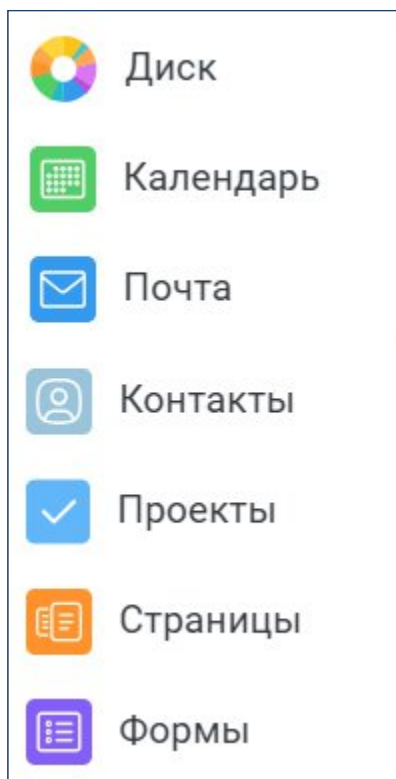 Диск
Календарь
Почта
Контакты
Проекты
Страницы
Формы